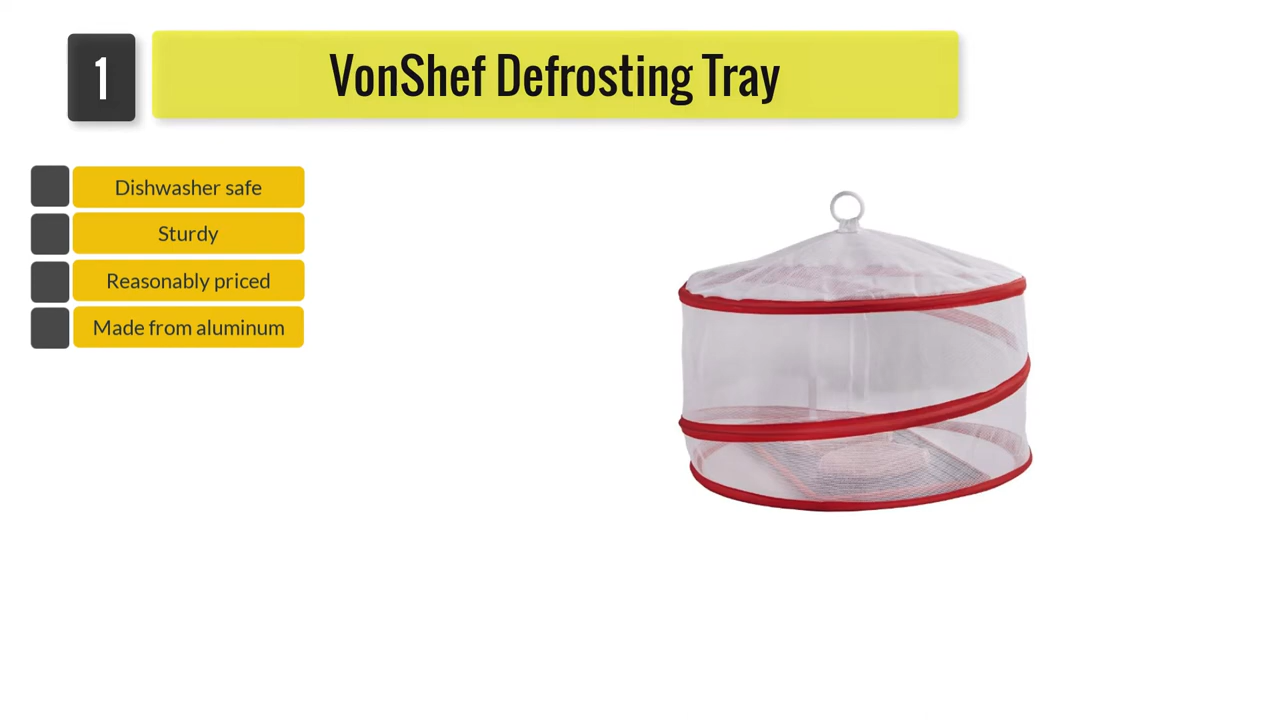 1
VonShef Defrosting Tray
Dishwasher safe
Sturdy
Reasonably priced
Made from aluminum